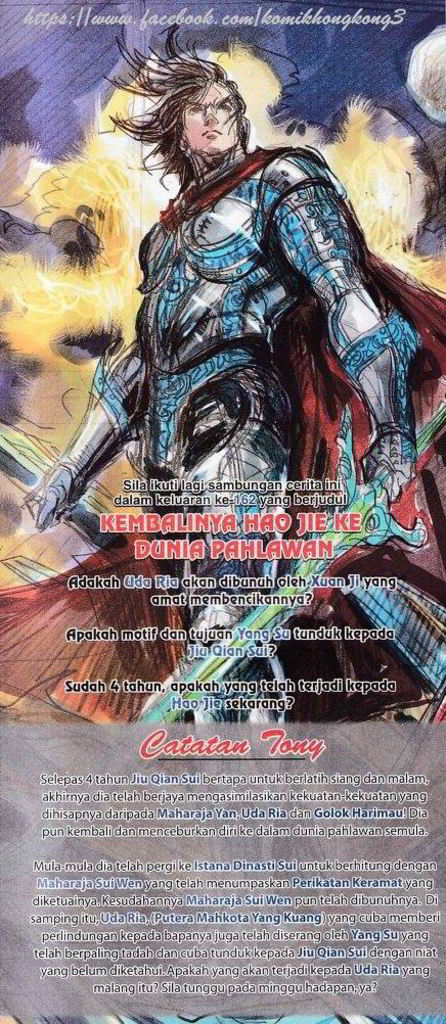 https://www.facebook.com/komikhongkong3
Sila ikuti lagi sambungan cerita ini
dalam keluaran ke-162 yang berjudul
KEMBALINYA HAO JIE KE
DUNIA PAHLAWAN
Adakah Uda Ria akan dibunuh oleh Xuan Ji yang
amat membencikannya?
Apakah motif dan tujuan Yang Su tunduk kepada
Jiu Qian Sui?
Sudah 4 tahun, apakah yang telah terjadi kepada
Hao Jie sekarang?
Catatan Tony
Selepas 4 tahun Jiu Qian Sui bertapa untuk berlatih siang dan malam,
akhirnya dia telah berjaya mengasimilasikan kekuatan-kekuatan yang
dihisapnya daripada Maharaja Yan, Uda Ria dan Golok Harimau! Dia
pun kembali dan menceburkan diri ke dalam dunia pahlawan semula.
Mula-mula dia telah pergi ke Istana Dinasti Sui untuk berhitung dengan
Maharaja Sui Wen yang telah menumpaskan Perikatan Keramat yang
diketuainya. Kesudahannya Maharaja Sui Wen pun telah dibunuhnya. Di
samping itu, Uda Ria, (Putera Mahkota Yang Kuang) yang cuba memberi
perlindungan kepada bapanya juga telah diserang oleh Yang Su yang
telah berpaling tadah dan cuba tunduk kepada Jiu Qian Sui dengan niat
yang belum diketahui. Apakah yang akan terjadi kepada Uda Ria yang
malang itu? Sila tunggu pada minggu hadapan, ya?